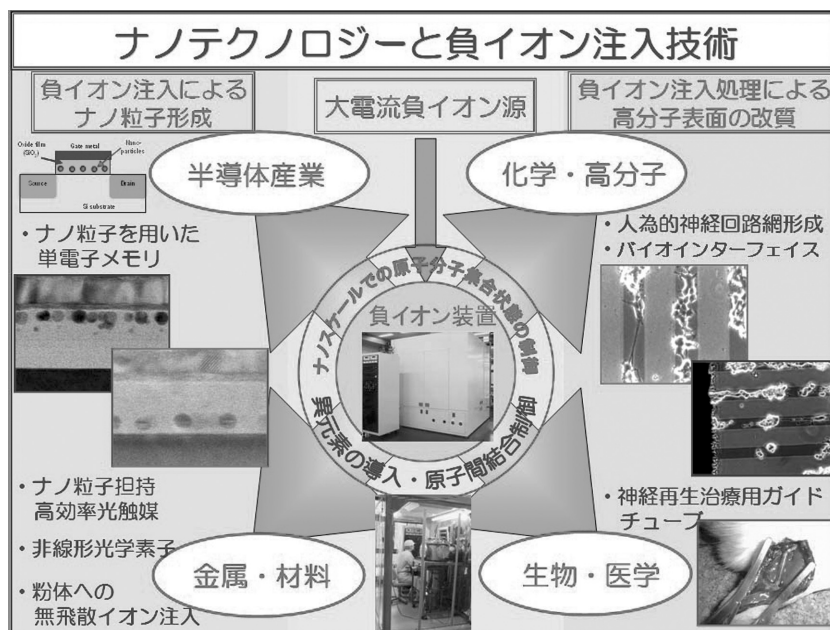 ナノテクノロジーと負イオン注入技術
負イオン注入による
ナノ粒子形成
大電流負イオン源
負イオン注入処理による
高分子表面の改質
Oxide film
(SiO₂)
Gate metal
Nano-
particles
Source
Drain
Si substrate
半導体産業
化学・高分子
・ナノ粒子を用いた
単電子メモリ
・人為的神経回路網形成
・バイオインターフェイス
ナノスケールでの原子分子集合状態の制御
負イオン装置
異元素の導入・原子間結合制御
・ナノ粒子担持
高効率光触媒
・非線形光学素子
・粉体への
無飛散イオン注入
・神経再生治療用ガイド
チューブ
金属・材料
生物・医学